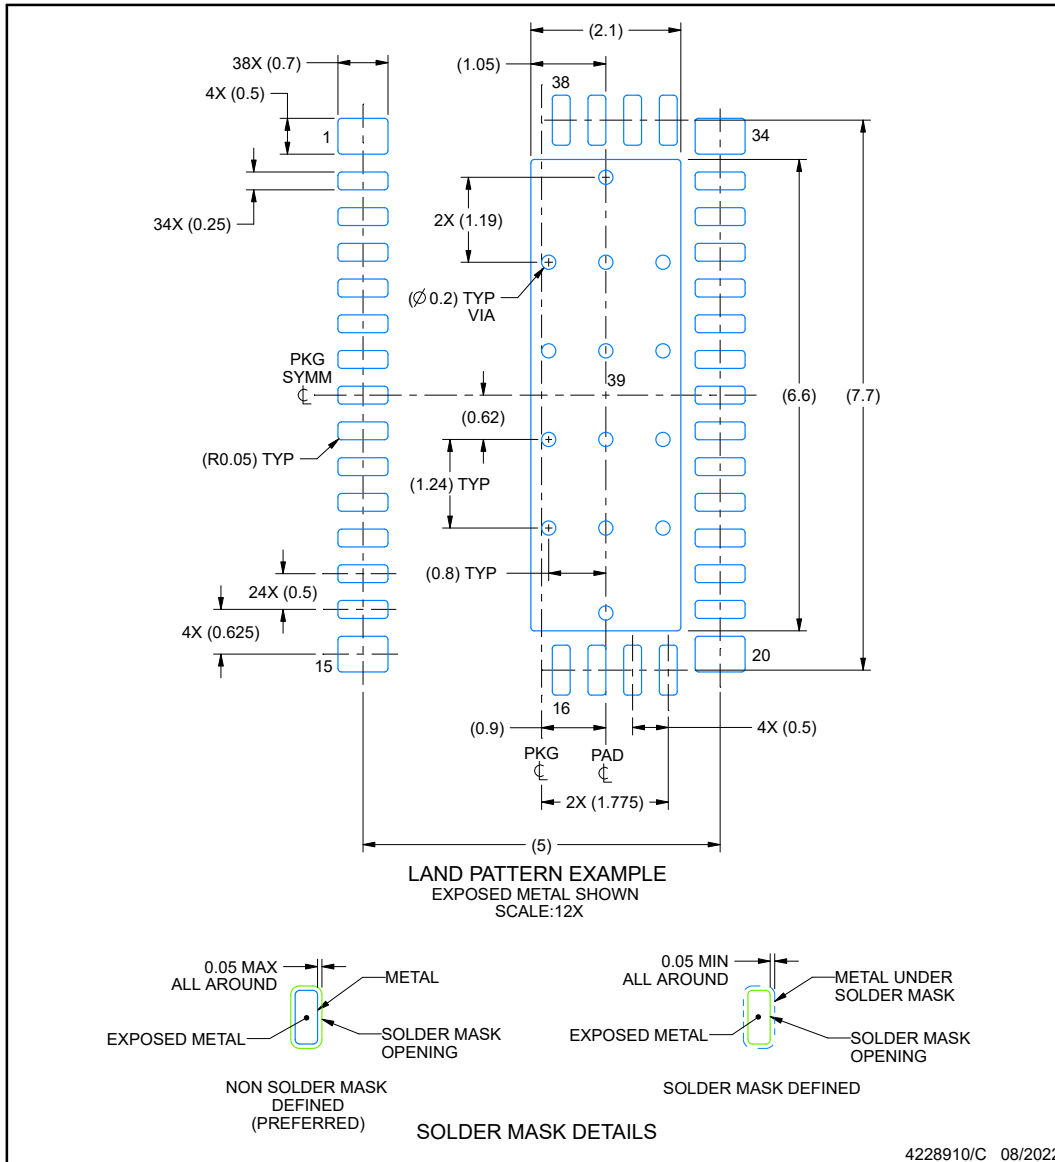 (2.1)
38X (0.7)
(1.05)
38
4X (0.5)
1
34
34X (0.25)
2X (1.19)
(Ø 0.2) TYP
VIA
PKG
SYMM
℄
39
(0.62)
(6.6)
(7.7)
(R0.05) TYP
(1.24) TYP
(0.8) TYP
24X (0.5)
4X (0.625)
15
20
16
(0.9)
4X (0.5)
PKG
℄
PAD
℄
2X (1.775)
(5)
LAND PATTERN EXAMPLE
EXPOSED METAL SHOWN
SCALE:12X
0.05 MAX
ALL AROUND
METAL
EXPOSED METAL
SOLDER MASK
OPENING
NON SOLDER MASK
DEFINED
(PREFERRED)
0.05 MIN
ALL AROUND
METAL UNDER
SOLDER MASK
EXPOSED METAL
SOLDER MASK
OPENING
SOLDER MASK DEFINED
SOLDER MASK DETAILS
4228910/C 08/2022